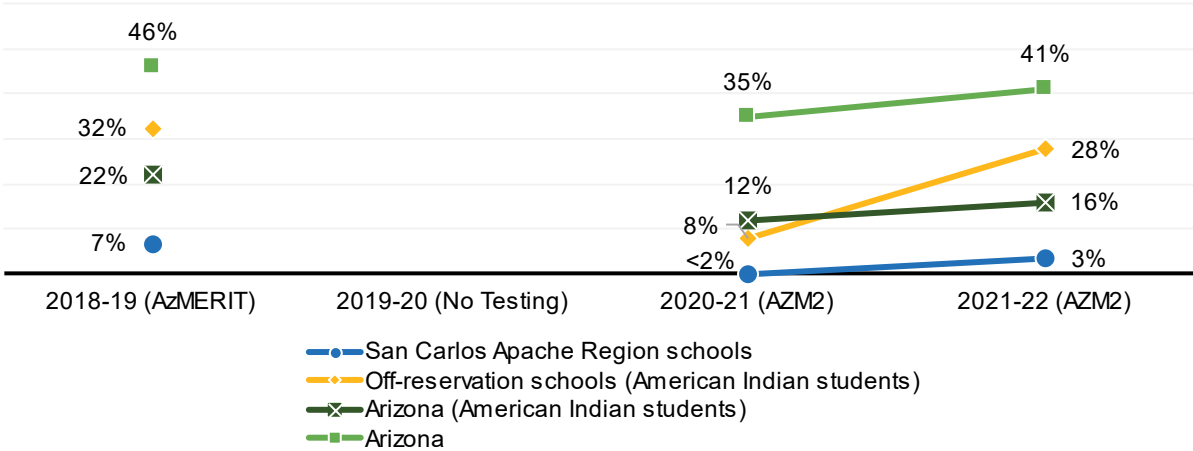 46%
32%
22%
7%
35%
12%
8%
<2%
41%
28%
16%
3%
2018-19 (AzMERIT)
2019-20 (No Testing)
2020-21 (AZM2)
2021-22 (AZM2)
San Carlos Apache Region schools
Off-reservation schools (American Indian students)
Arizona (American Indian students)
Arizona